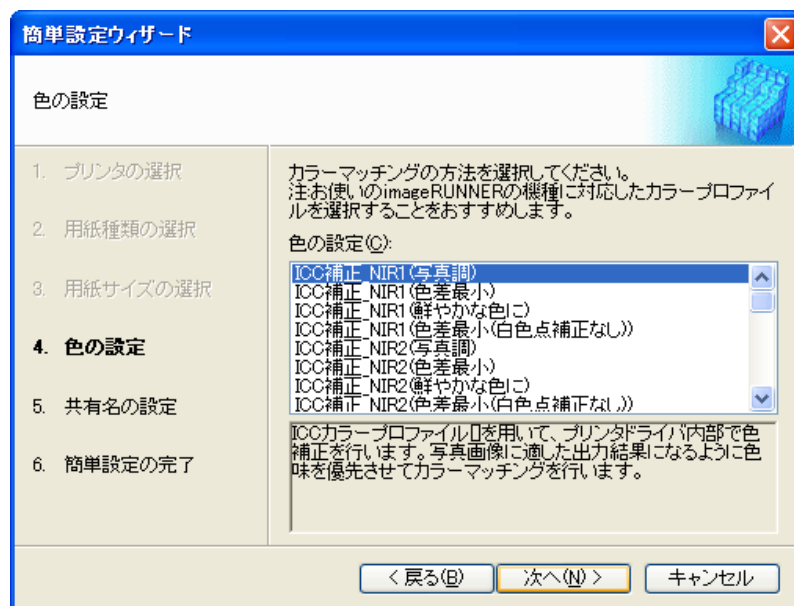 簡単設定ウィザード
色の設定
1. プリンタの選択
2. 用紙種類の選択
3. 用紙サイズの選択
4. 色の設定
5. 共有名の設定
6. 簡単設定の完了
カラーマッチングの方法を選択してください。
注:お使いのimageRUNNERの機種に対応したカラープロファイ
ルを選択することをおすすめします。
色の設定(C):
ICC補正_NIR1(写真調)
ICC補正_NIR1(色差最小)
ICC補正_NIR1(鮮やかな色に)
ICC補正_NIR1(色差最小(白色点補正なし))
ICC補正_NIR2(写真調)
ICC補正_NIR2(色差最小)
ICC補正_NIR2(鮮やかな色に)
ICC補正_NIR2(色差最小(白色点補正なし))
ICCカラープロファイル を用いて、プリンタドライバ内部で色
補正を行います。写真画像に適した出力結果になるように色
味を優先させてカラーマッチングを行います。
< 戻る(B)
次へ(N) >
キャンセル